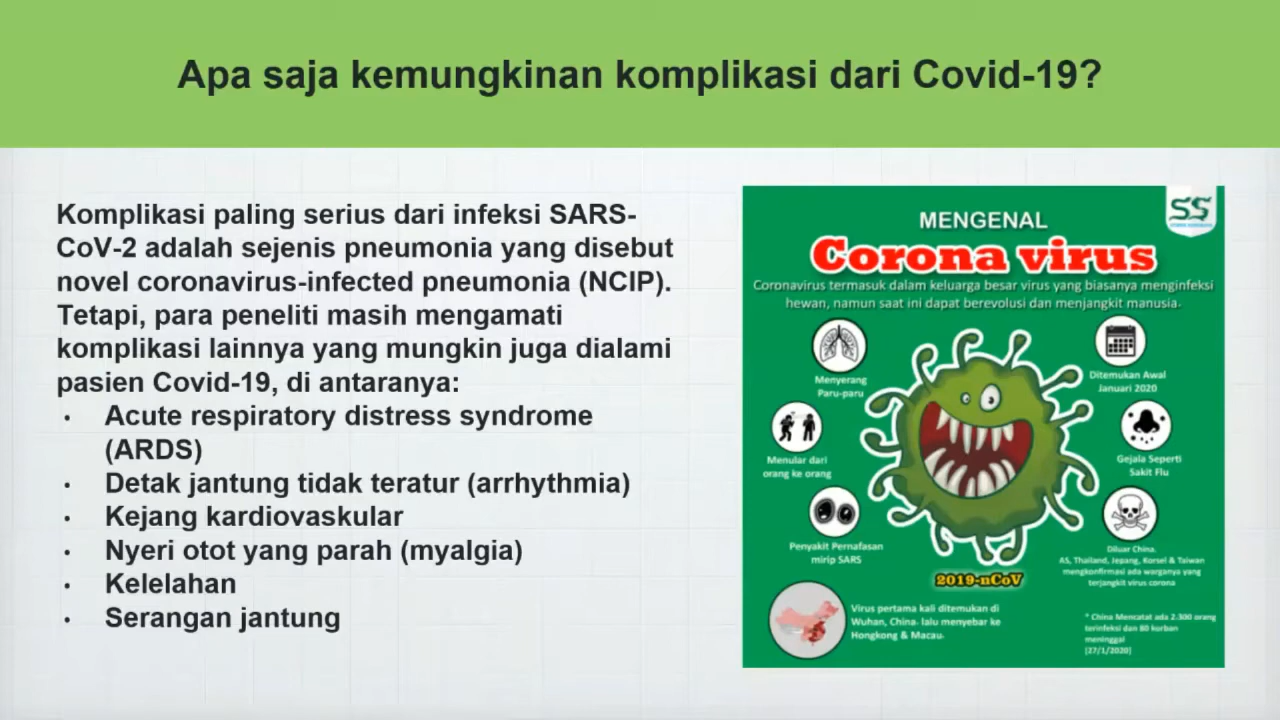 Apa saja kemungkinan komplikasi dari Covid-19?
Komplikasi paling serius dari infeksi SARS-
CoV-2 adalah sejenis pneumonia yang disebut
novel coronavirus-infected pneumonia (NCIP).
Tetapi, para peneliti masih mengamati
komplikasi lainnya yang mungkin juga dialami
pasien Covid-19, di antaranya:
• Acute respiratory distress syndrome
(ARDS)
• Detak jantung tidak teratur (arrhythmia)
• Kejang kardiovaskular
• Nyeri otot yang parah (myalgia)
• Kelelahan
• Serangan jantung
SS
MENGENAL
Corona virus
Coronavirus termasuk dalam keluarga besar virus yang biasanya menginfeksi
hewan, namun saat ini dapat berevolusi dan menjangkit manusia.
Menyerang
Paru-paru
Ditemukan Awal
Januari 2020
Menular dari
orang ke orang
Gejala Seperti
Sakit Flu
Penyakit Pernafasan
mirip SARS
Diluar China.
AS, Thailand, Jepang, Korsel & Taiwan
mengkonfirmasi ada warganya yang
terjangkit virus corona
2019-nCoV
Virus pertama kali ditemukan di
Wuhan, China. lalu menyebar ke
Hongkong & Macau.
* China Mencatat ada 2.300 orang
terinfeksi dan 80 korban
meninggal
(27/1/2020)